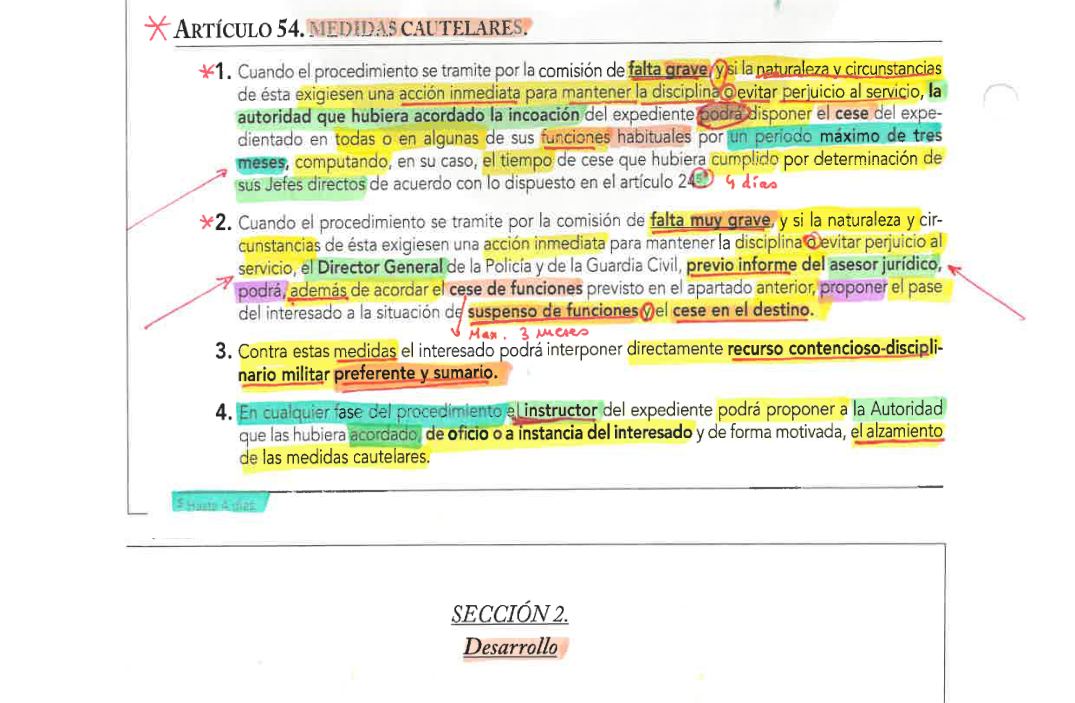 * ARTÍCULO 54. MEDIDAS CAUTELARES.
*1. Cuando el procedimiento se tramite por la comisión de falta grave, y si la naturaleza y circunstancias
de ésta exigiesen una acción inmediata para mantener la disciplina o evitar perjuicio al servicio, la
autoridad que hubiera acordado la incoación del expediente podrá disponer el cese del expe-
dientado en todas o en algunas de sus funciones habituales por un periodo máximo de tres
meses, computando, en su caso, el tiempo de cese que hubiera cumplido por determinación de
sus Jefes directos de acuerdo con lo dispuesto en el artículo 24⁵ 4 días
*2. Cuando el procedimiento se tramite por la comisión de falta muy grave, y si la naturaleza y cir-
cunstancias de ésta exigiesen una acción inmediata para mantener la disciplina o evitar perjuicio al
servicio, el Director General de la Policía y de la Guardia Civil, previo informe del asesor jurídico,
podrá, además de acordar el cese de funciones previsto en el apartado anterior, proponer el pase
del interesado a la situación de suspenso de funciones y el cese en el destino.
Max. 3 meses
3. Contra estas medidas el interesado podrá interponer directamente recurso contencioso-discipli-
nario militar preferente y sumario.
4. En cualquier fase del procedimiento el instructor del expediente podrá proponer a la Autoridad
que las hubiera acordado, de oficio o a instancia del interesado y de forma motivada, el alzamiento
de las medidas cautelares.
5 Hasta 4 días.
SECCIÓN 2.
Desarrollo